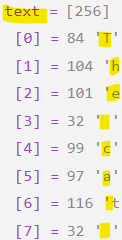 text = [256]
[0] = 84 'T'
[1] = 104 'h
[2] = 101 'e
[3] = 32 ' '
[4] = 99 'c'
[5] = 97 'a'
[6] = 116 't
[7] = 32 ' '